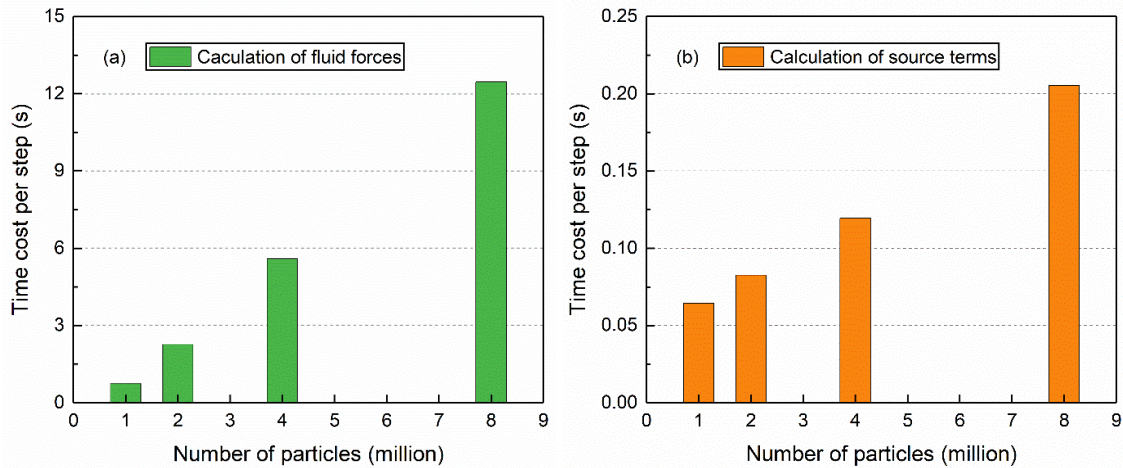 (a) Caculation of fluid forces
Time cost per step (s)
15
12
9
6
3
0
0 1 2 3 4 5 6 7 8 9
Number of particles (million)
(b) Calculation of source terms
Time cost per step (s)
0.25
0.20
0.15
0.10
0.05
0.00
0 1 2 3 4 5 6 7 8 9
Number of particles (million)